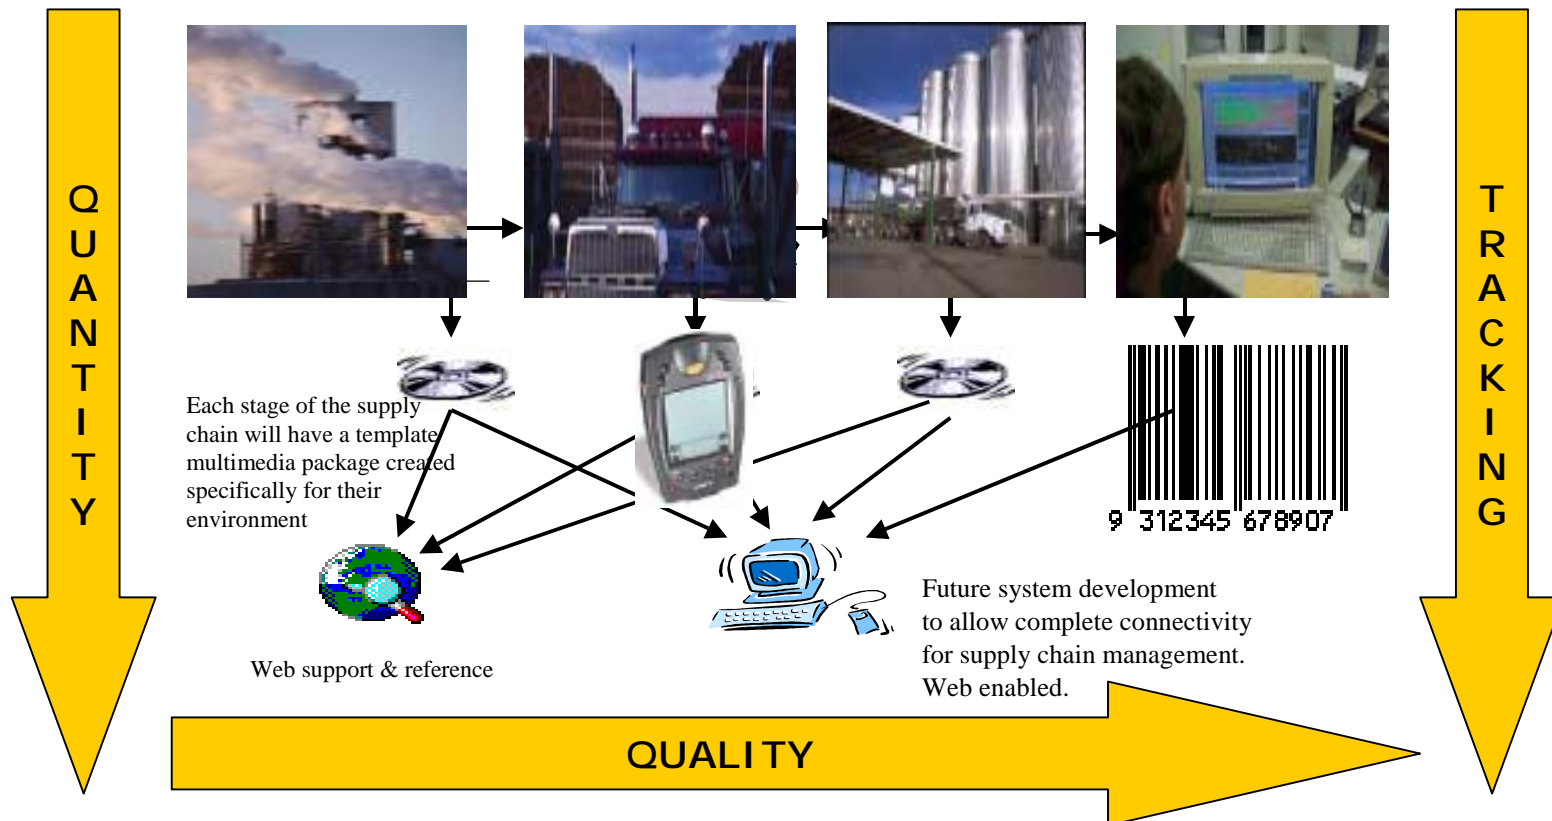 QUANTITY
TRACKING
Each stage of the supply
chain will have a template
multimedia package created
specifically for their
environment
9 312345 678907
Future system development
to allow complete connectivity
for supply chain management.
Web enabled.
Web support & reference
QUALITY